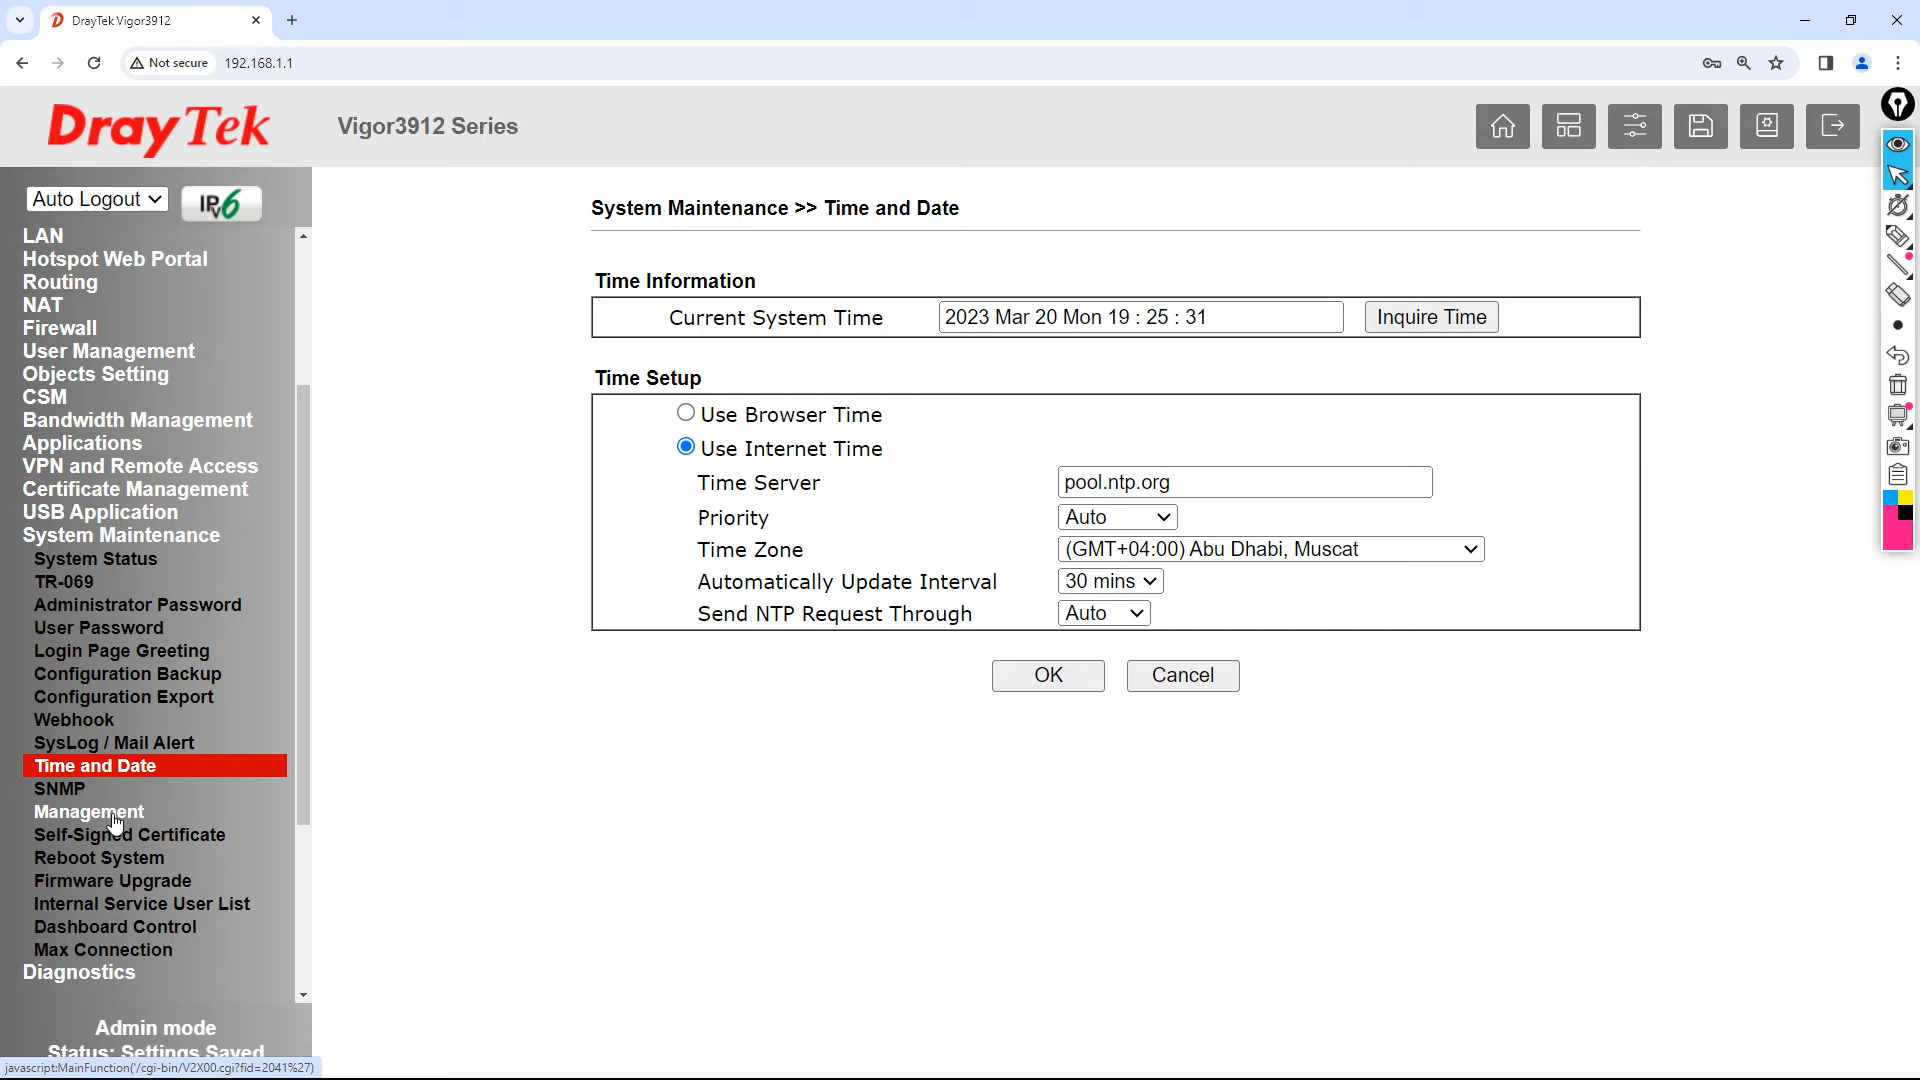 DrayTek Vigor3912
Not secure 192.168.1.1
DrayTek Vigor3912 Series
Auto Logout IPv6
LAN
Hotspot Web Portal
Routing
NAT
Firewall
User Management
Objects Setting
CSM
Bandwidth Management
Applications
VPN and Remote Access
Certificate Management
USB Application
System Maintenance
System Status
TR-069
Administrator Password
User Password
Login Page Greeting
Configuration Backup
Configuration Export
Webhook
SysLog / Mail Alert
Time and Date
SNMP
Management
Self-Signed Certificate
Reboot System
Firmware Upgrade
Internal Service User List
Dashboard Control
Max Connection
Diagnostics
Admin mode
Status: Settings Saved
javascript:MainFunction('/cgi-bin/V2X00.cgi?fid=2041%27)
System Maintenance >> Time and Date
Time Information
Current System Time 2023 Mar 20 Mon 19 : 25 : 31 Inquire Time
Time Setup
Use Browser Time
Use Internet Time
Time Server pool.ntp.org
Priority Auto
Time Zone (GMT+04:00) Abu Dhabi, Muscat
Automatically Update Interval 30 mins
Send NTP Request Through Auto
OK Cancel